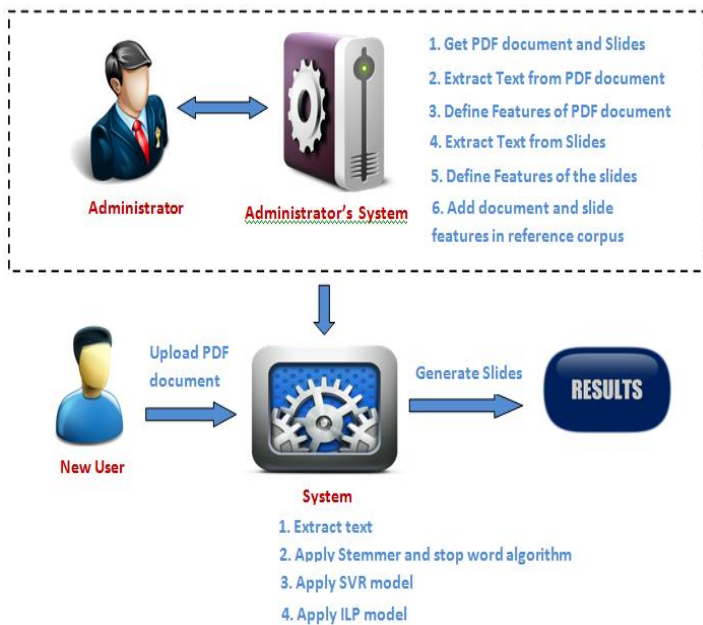 1. Get PDF document and Slides
2. Extract Text from PDF document
3. Define Features of PDF document
4. Extract Text from Slides
5. Define Features of the slides
6. Add document and slide
features in reference corpus
Administrator
Administrator's System
Upload PDF
document
Generate Slides
RESULTS
New User
System
1. Extract text
2. Apply Stemmer and stop word algorithm
3. Apply SVR model
4. Apply ILP model